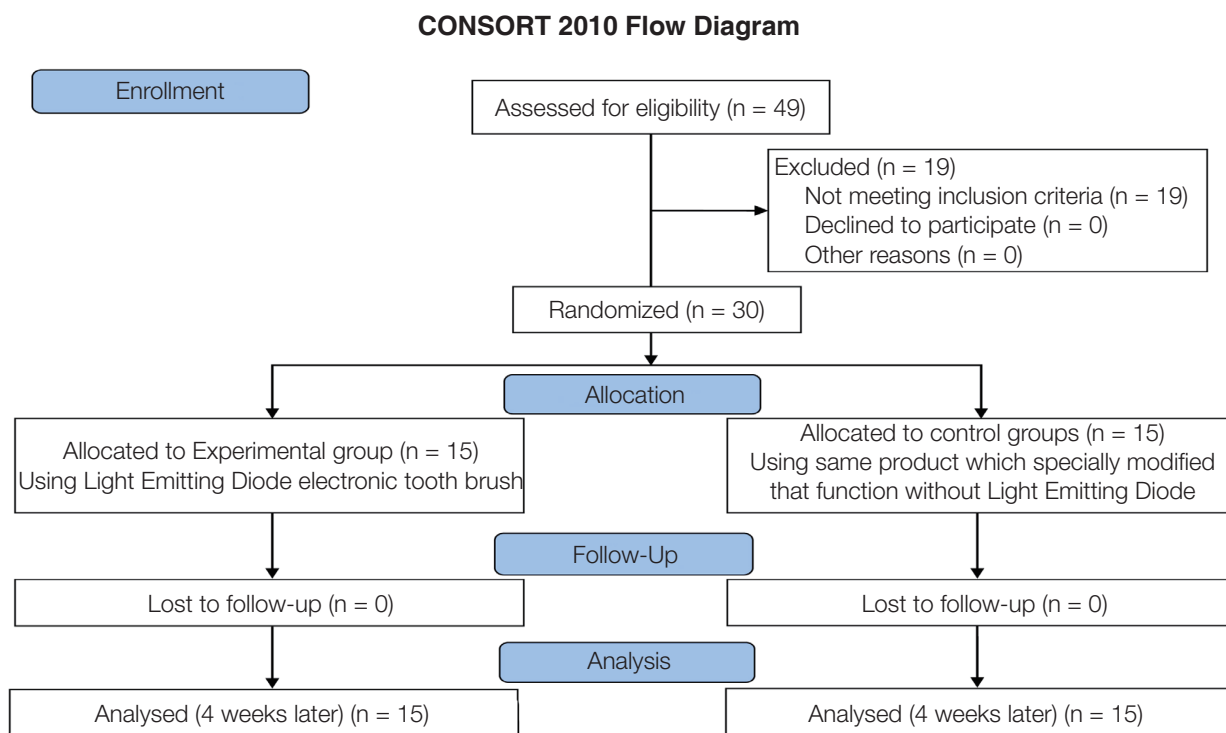 CONSORT 2010 Flow Diagram
Enrollment
Assessed for eligibility (n = 49)
Excluded (n = 19)
Not meeting inclusion criteria (n = 19)
Declined to participate (n = 0)
Other reasons (n = 0)
Randomized (n = 30)
Allocation
Allocated to Experimental group (n = 15)
Using Light Emitting Diode electronic tooth brush
Allocated to control groups (n = 15)
Using same product which specially modified
that function without Light Emitting Diode
Follow-Up
Lost to follow-up (n = 0)
Lost to follow-up (n = 0)
Analysis
Analysed (4 weeks later) (n = 15)
Analysed (4 weeks later) (n = 15)